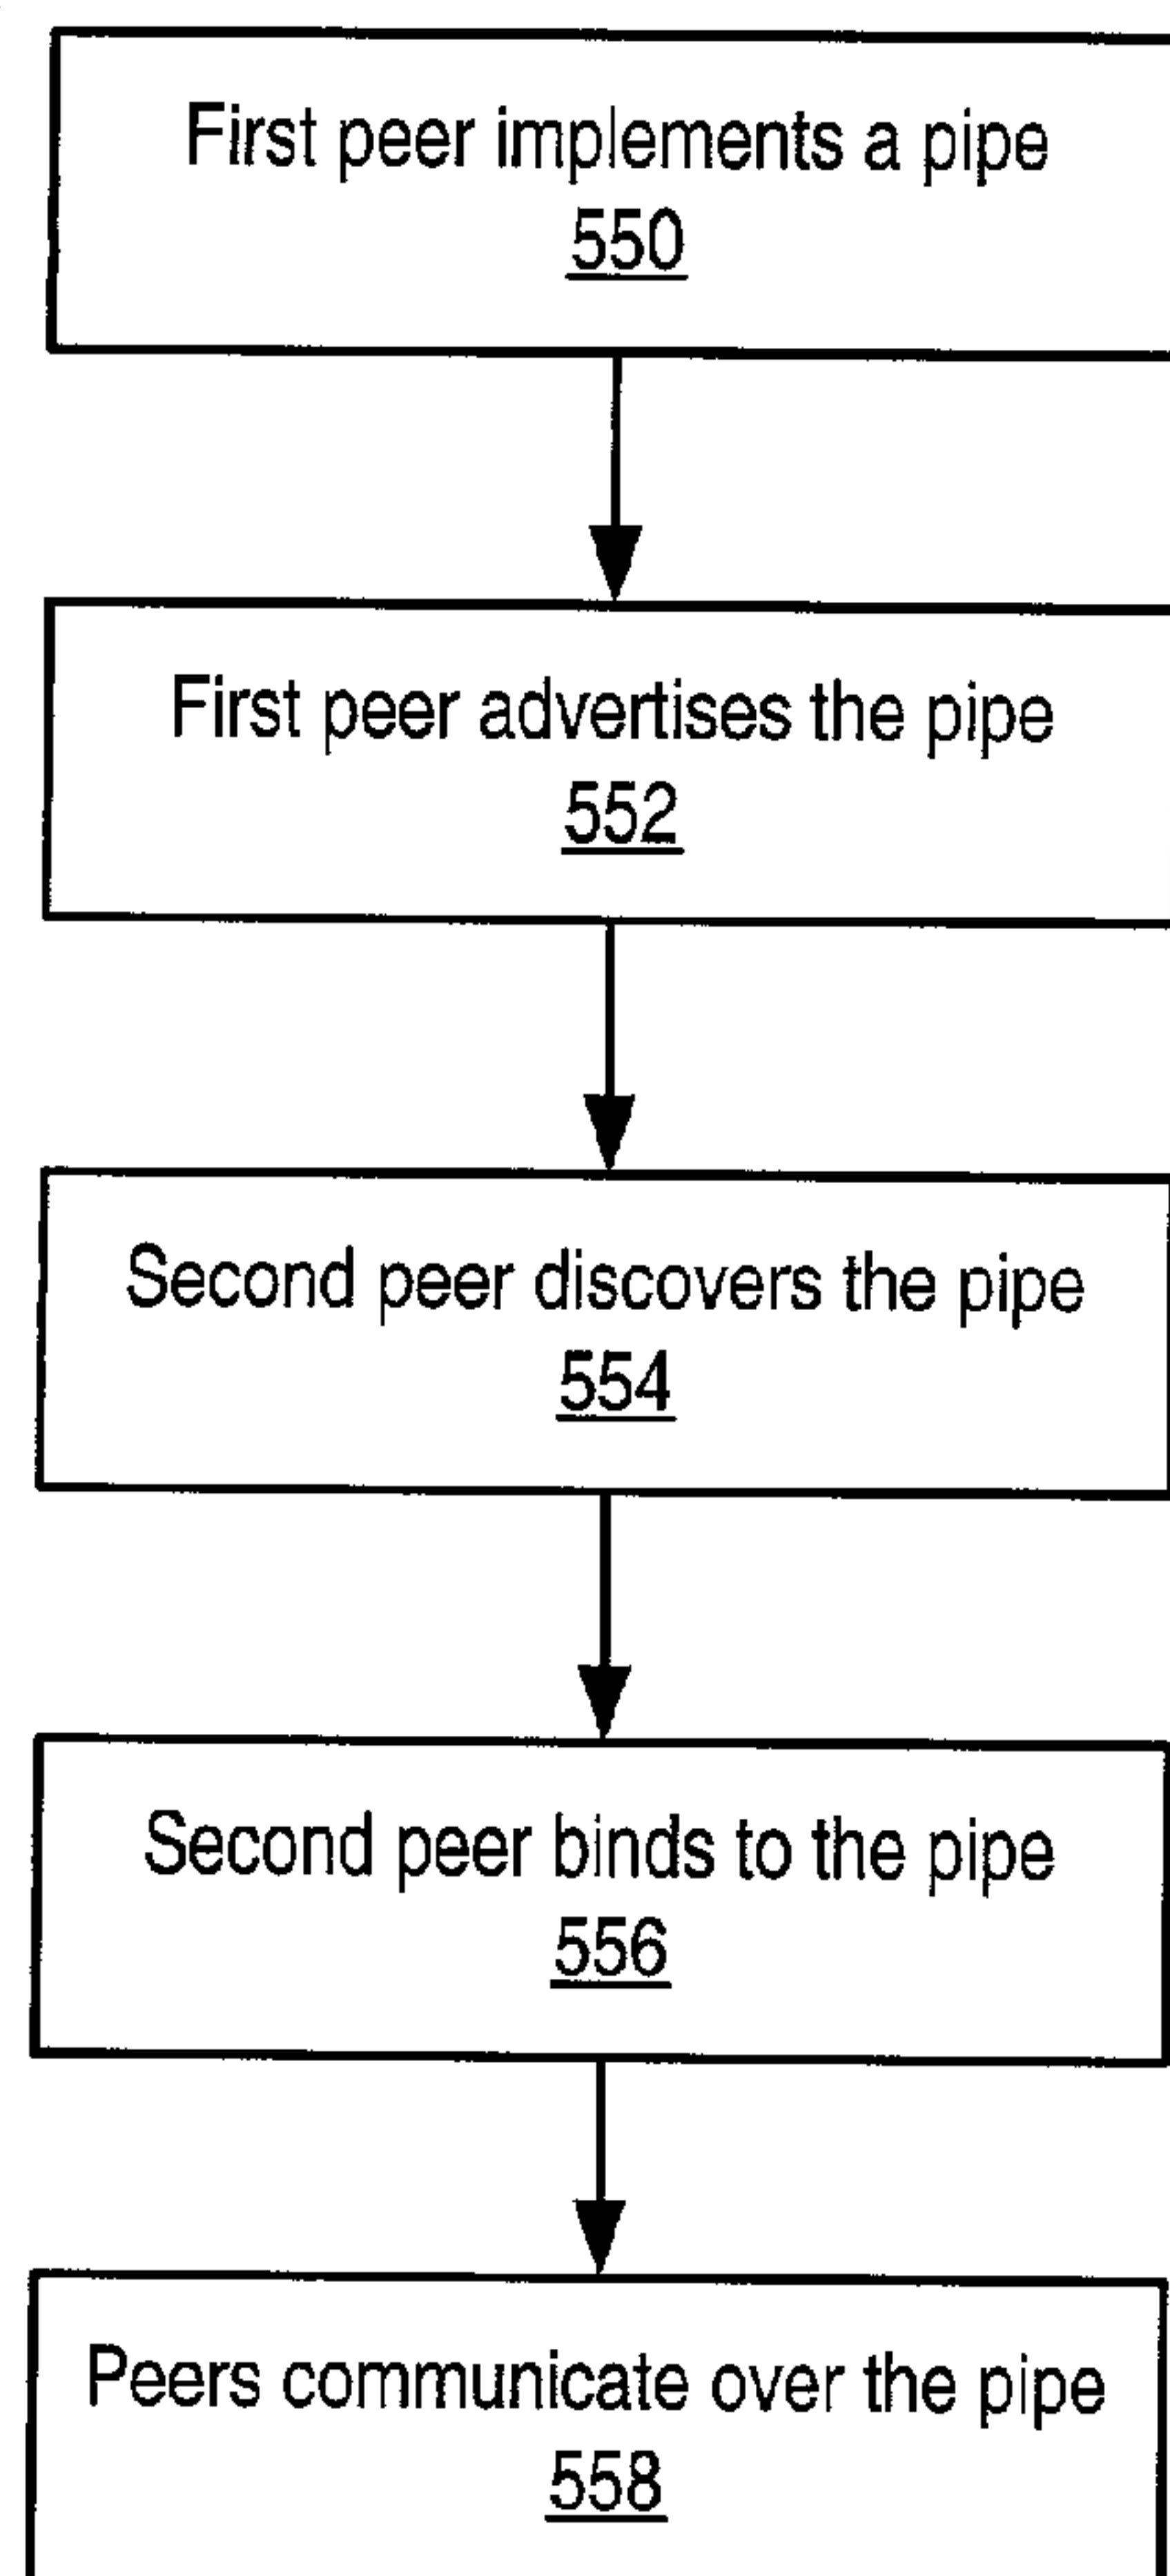 First peer implements a pipe
550
First peer advertises the pipe
552
Second peer discovers the pipe
554
Second peer binds to the pipe
556
Peers communicate over the pipe
558